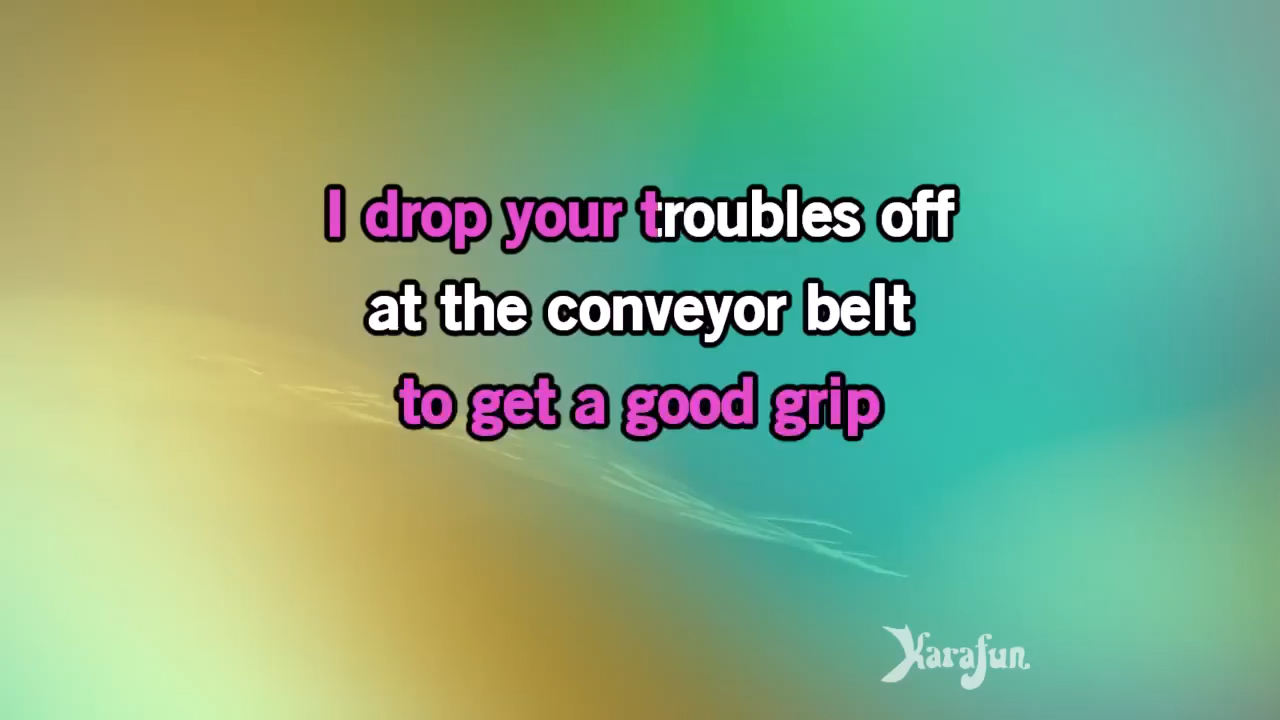 I drop your troubles off
at the conveyor belt
to get a good grip
Karafun